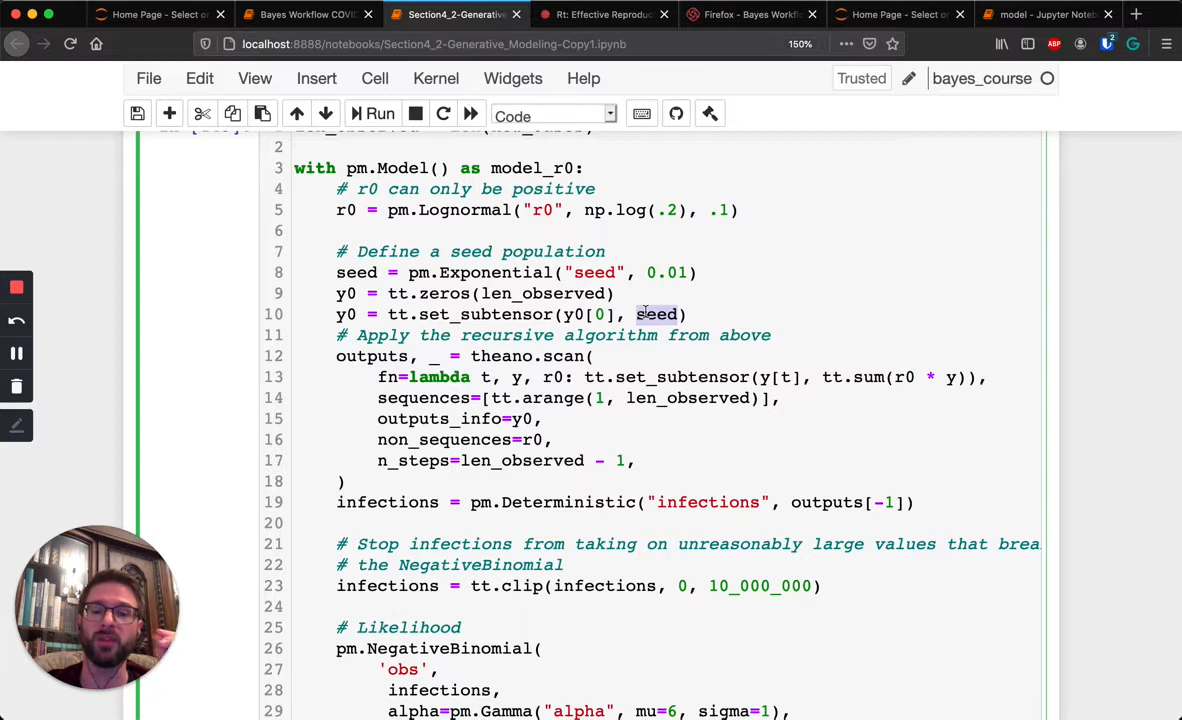 Home Page - Select or
Bayes Workflow COVI
Section4_2-Generative
Rt: Effective Reproduc
Firefox - Bayes Workfl
Home Page - Select or
model - Jupyter Noteb
localhost:8888/notebooks/Section4_2-Generative_Modeling-Copy1.ipynb
150%
ABP
2
File Edit View Insert Cell Kernel Widgets Help
Trusted
bayes_course
Run
Code
2
3 with pm.Model() as model_r0:
4 # r0 can only be positive
5 r0 = pm.Lognormal("r0", np.log(.2), .1)
6
7 # Define a seed population
8 seed = pm.Exponential("seed", 0.01)
9 y0 = tt.zeros(len_observed)
10 y0 = tt.set_subtensor(y0[0], seed)
11 # Apply the recursive algorithm from above
12 outputs, _ = theano.scan(
13 fn=lambda t, y, r0: tt.set_subtensor(y[t], tt.sum(r0 * y)),
14 sequences=[tt.arange(1, len_observed)],
15 outputs_info=y0,
16 non_sequences=r0,
17 n_steps=len_observed - 1,
18 )
19 infections = pm.Deterministic("infections", outputs[-1])
20
21 # Stop infections from taking on unreasonably large values that brea
22 # the NegativeBinomial
23 infections = tt.clip(infections, 0, 10_000_000)
24
25 # Likelihood
26 pm.NegativeBinomial(
27 'obs',
28 infections,
29 alpha=pm.Gamma("alpha", mu=6, sigma=1),